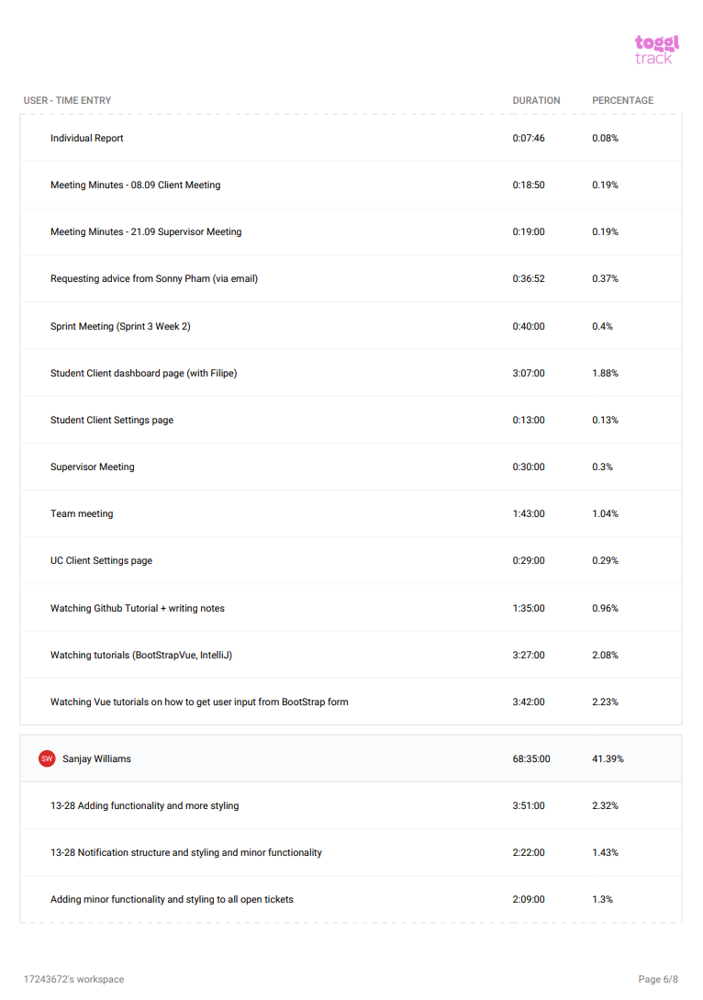 toggl
track
USER - TIME ENTRY DURATION PERCENTAGE
Individual Report 0:07:46 0.08%
Meeting Minutes - 08.09 Client Meeting 0:18:50 0.19%
Meeting Minutes - 21.09 Supervisor Meeting 0:19:00 0.19%
Requesting advice from Sonny Pham (via email) 0:36:52 0.37%
Sprint Meeting (Sprint 3 Week 2) 0:40:00 0.4%
Student Client dashboard page (with Filipe) 3:07:00 1.88%
Student Client Settings page 0:13:00 0.13%
Supervisor Meeting 0:30:00 0.3%
Team meeting 1:43:00 1.04%
UC Client Settings page 0:29:00 0.29%
Watching Github Tutorial + writing notes 1:35:00 0.96%
Watching tutorials (BootStrapVue, IntelliJ) 3:27:00 2.08%
Watching Vue tutorials on how to get user input from BootStrap form 3:42:00 2.23%
SW Sanjay Williams 68:35:00 41.39%
13-28 Adding functionality and more styling 3:51:00 2.32%
13-28 Notification structure and styling and minor functionality 2:22:00 1.43%
Adding minor functionality and styling to all open tickets 2:09:00 1.3%
17243672's workspace Page 6/8